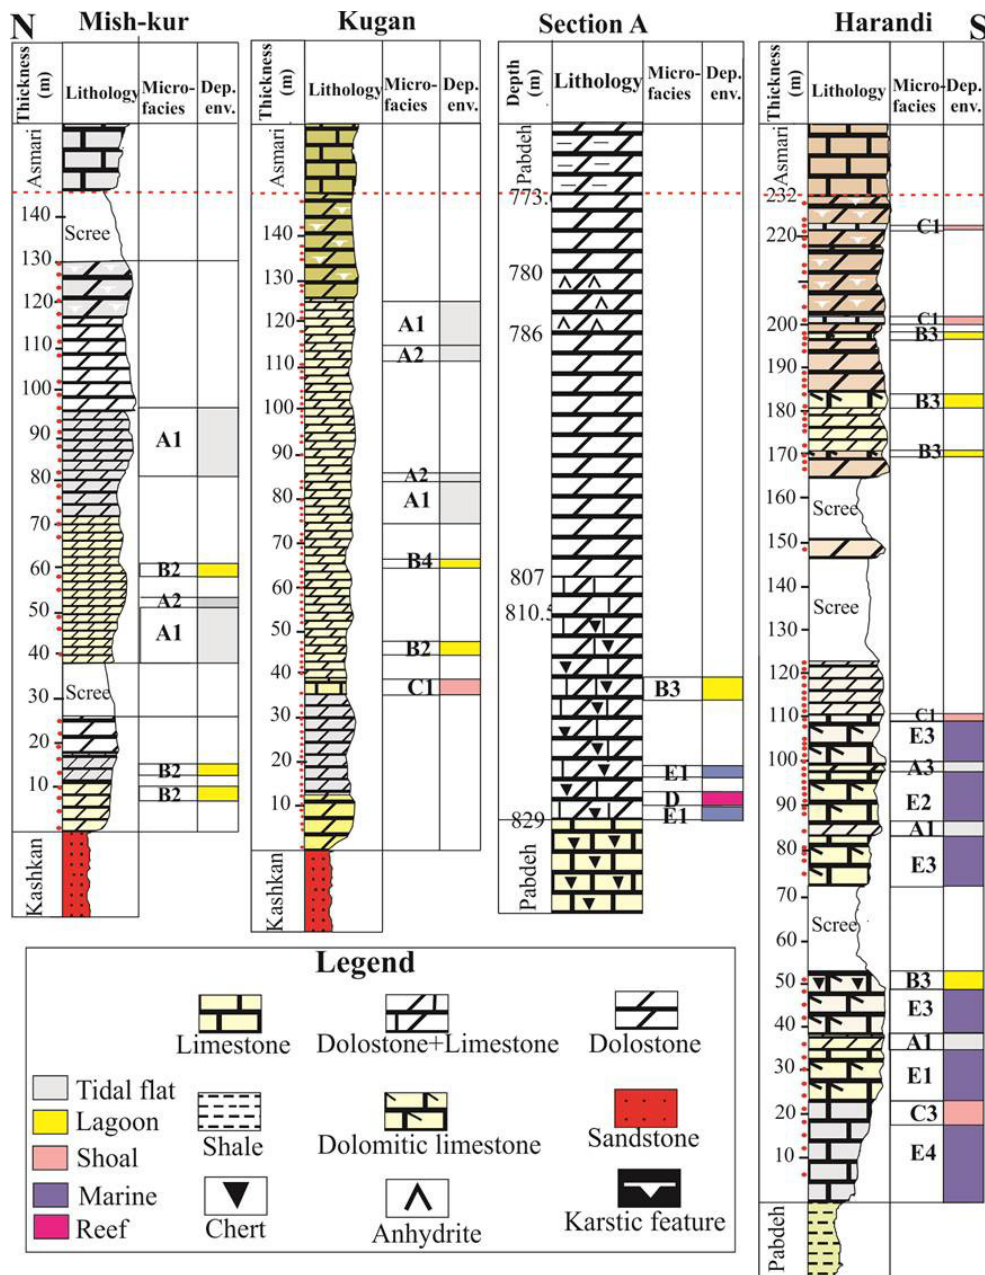 N
Mish-kur
Thickness (m)
Lithology
Micro-facies
Dep. env.
Asmari
140
Scree
130
120
110
100
90
A1
80
70
60
B2
50
A2
A1
40
30
Scree
20
B2
10
B2
Kashkan
Kugan
Thickness (m)
Lithology
Micro-facies
Dep. env.
Asmari
140
130
120
A1
A2
110
100
90
A2
80
A1
70
B4
60
50
B2
40
C1
30
20
10
Kashkan
Section A
Depth (m)
Lithology
Micro-facies
Dep. env.
Pabdeh
773.
780
786
807
810.5
B3
E1
D
E1
829
Pabdeh
Harandi
S
Thickness (m)
Lithology
Micro-facies
Dep. env.
Asmari
232
C1
220
C1
200
B3
190
B3
180
B3
170
160
Scree
150
140
Scree
130
120
C1
110
E3
100
A3
E2
90
A1
80
E3
70
Scree
60
B3
50
E3
40
A1
30
E1
20
C3
E4
10
Pabdeh
Legend
Limestone
Dolostone+Limestone
Dolostone
Tidal flat
Lagoon
Shoal
Marine
Reef
Shale
Dolomitic limestone
Sandstone
Chert
Anhydrite
Karstic feature